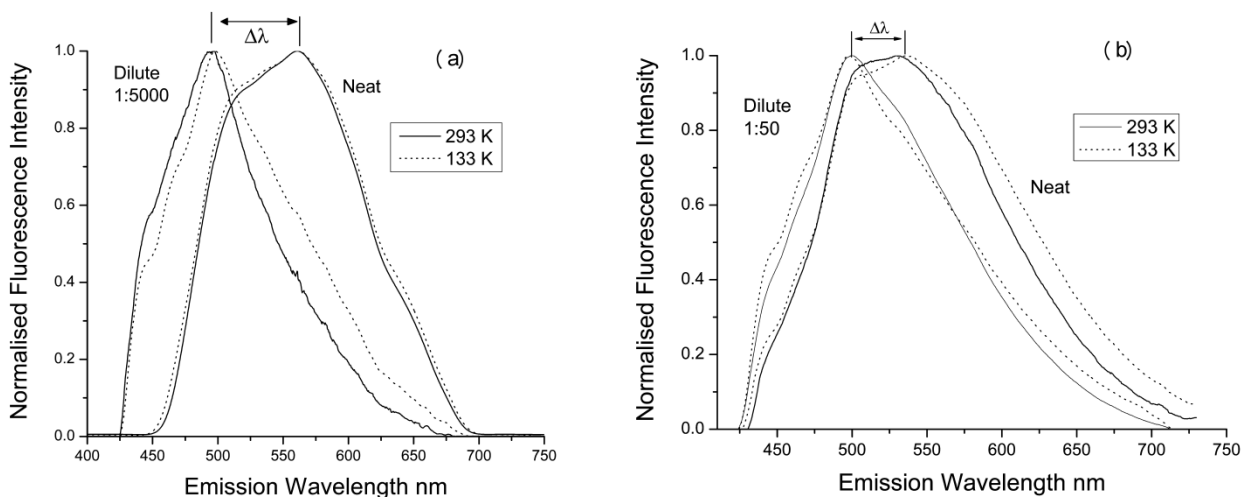 Δλ
( a )
1.0
0.8
0.6
0.4
0.2
0.0
Normalised Fluorescence Intensity
Dilute
1:5000
Neat
293 K
133 K
400 450 500 550 600 650 700 750
Emission Wavelength nm
Δλ
( b )
1.0
0.8
0.6
0.4
0.2
0.0
Normalised Fluorescence Intensity
Dilute
1:50
Neat
293 K
133 K
450 500 550 600 650 700 750
Emission Wavelength nm